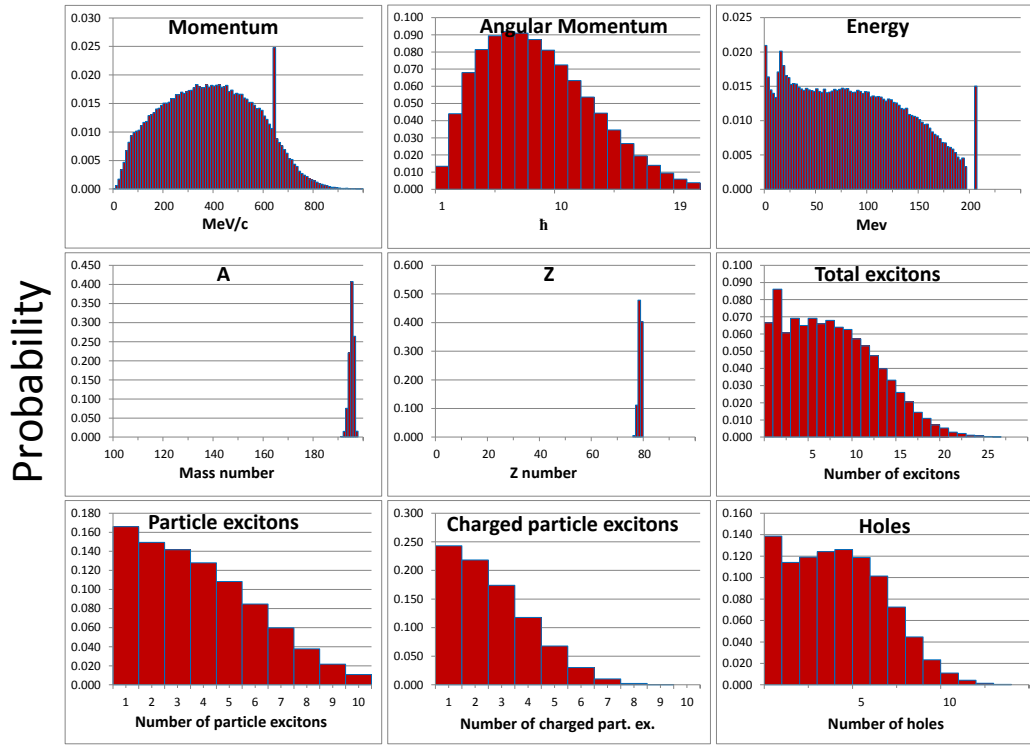 Probability
Momentum
0.030
0.025
0.020
0.015
0.010
0.005
0.000
0 200 400 600 800
MeV/c
Angular Momentum
0.100
0.090
0.080
0.070
0.060
0.050
0.040
0.030
0.020
0.010
0.000
1 10 19
ħ
Energy
0.025
0.020
0.015
0.010
0.005
0.000
0 50 100 150 200
Mev
A
0.450
0.400
0.350
0.300
0.250
0.200
0.150
0.100
0.050
0.000
100 120 140 160 180
Mass number
Z
0.600
0.500
0.400
0.300
0.200
0.100
0.000
0 20 40 60 80
Z number
Total excitons
0.100
0.090
0.080
0.070
0.060
0.050
0.040
0.030
0.020
0.010
0.000
5 10 15 20 25
Number of excitons
Particle excitons
0.180
0.160
0.140
0.120
0.100
0.080
0.060
0.040
0.020
0.000
1 2 3 4 5 6 7 8 9 10
Number of particle excitons
Charged particle excitons
0.300
0.250
0.200
0.150
0.100
0.050
0.000
1 2 3 4 5 6 7 8 9 10
Number of charged part. ex.
Holes
0.160
0.140
0.120
0.100
0.080
0.060
0.040
0.020
0.000
5 10
Number of holes